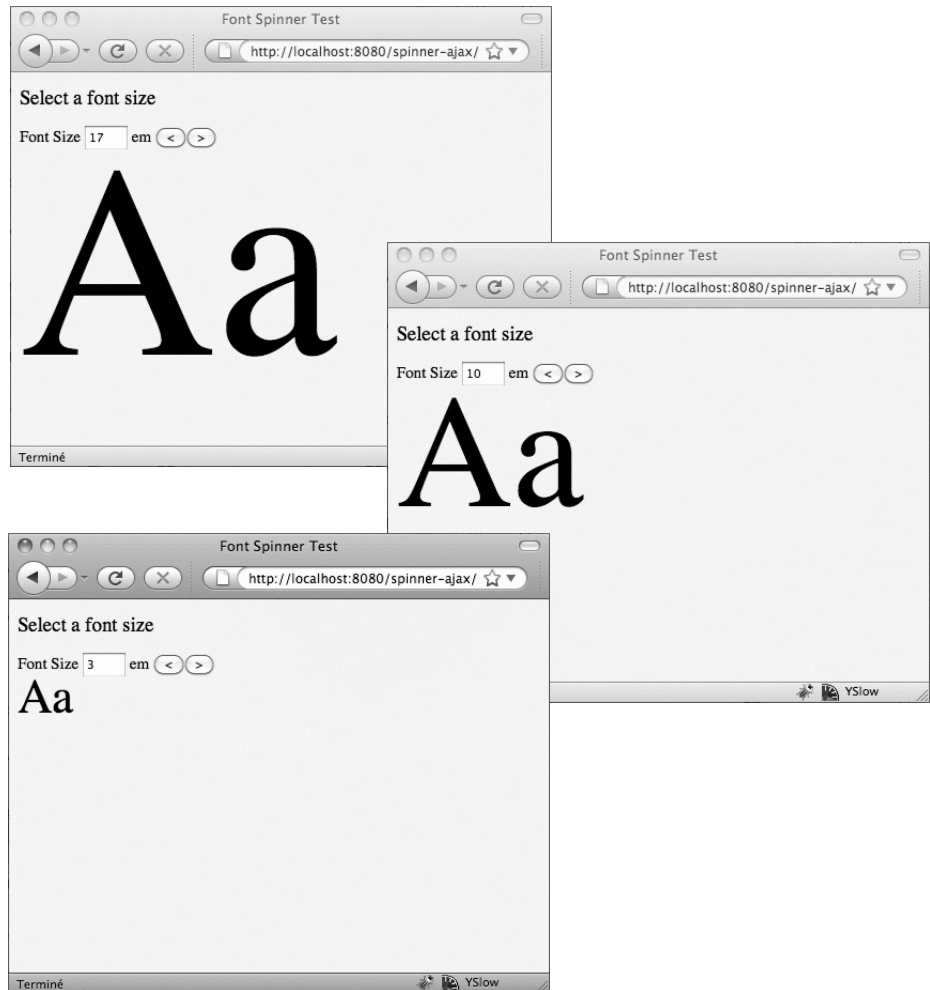 Font Spinner Test
http://localhost:8080/spinner-ajax/
Select a font size
Font Size 17 em < >
Aa
Terminé
Font Spinner Test
http://localhost:8080/spinner-ajax/
Select a font size
Font Size 10 em < >
Aa
YSlow
Font Spinner Test
http://localhost:8080/spinner-ajax/
Select a font size
Font Size 3 em < >
Aa
Terminé YSlow